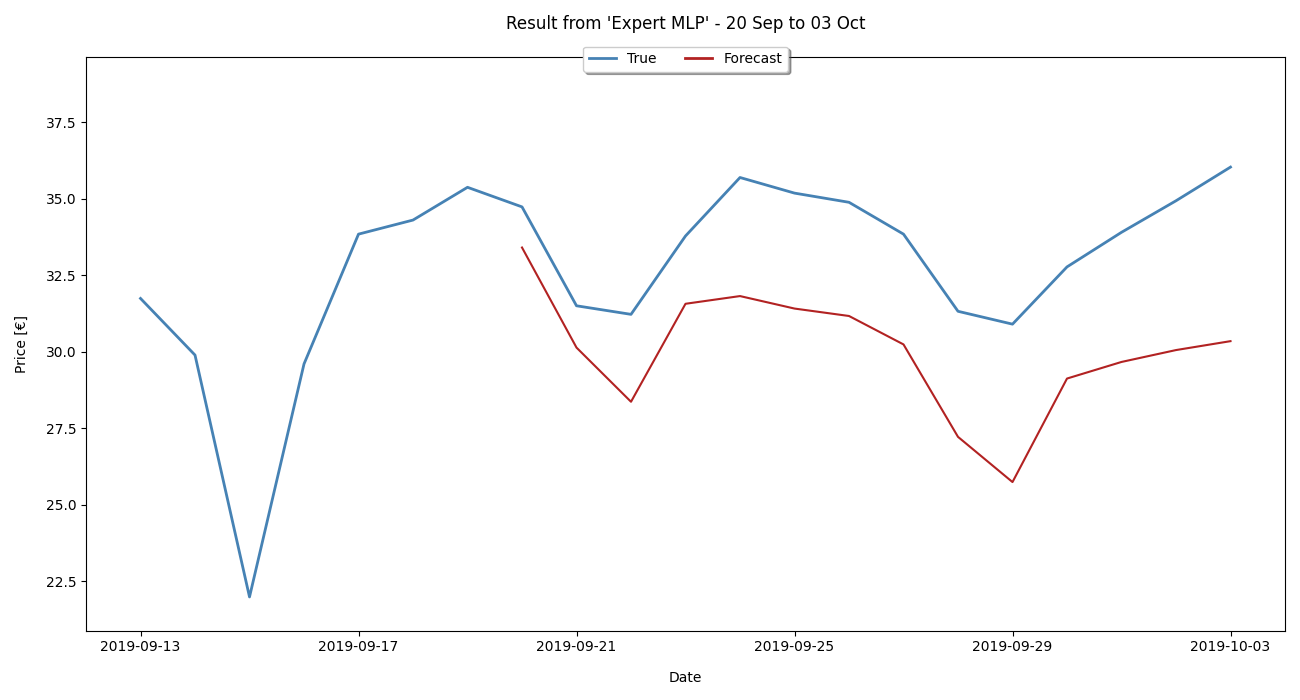 Result from 'Expert MLP' - 20 Sep to 03 Oct
True Forecast
37.5
35.0
32.5
30.0
27.5
25.0
22.5
Price [€]
2019-09-13 2019-09-17 2019-09-21 2019-09-25 2019-09-29 2019-10-03
Date